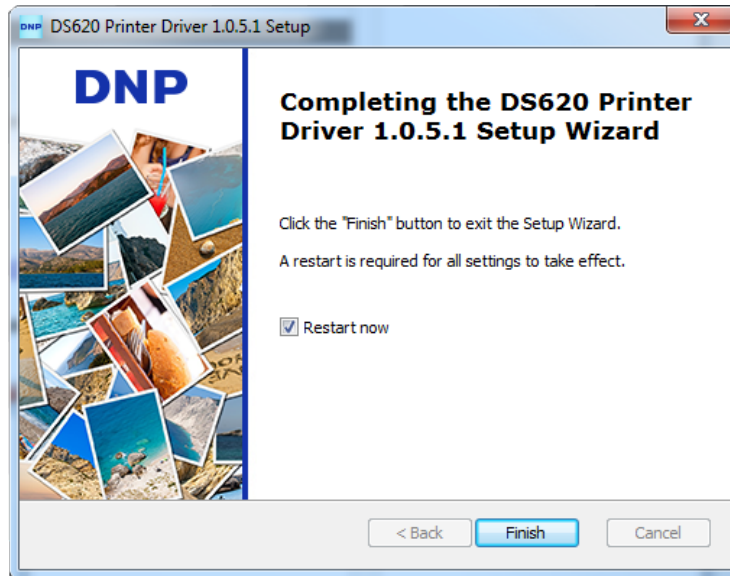 DNP DS620 Printer Driver 1.0.5.1 Setup
DNP
Completing the DS620 Printer
Driver 1.0.5.1 Setup Wizard
Click the "Finish" button to exit the Setup Wizard.
A restart is required for all settings to take effect.
Restart now
< Back
Finish
Cancel